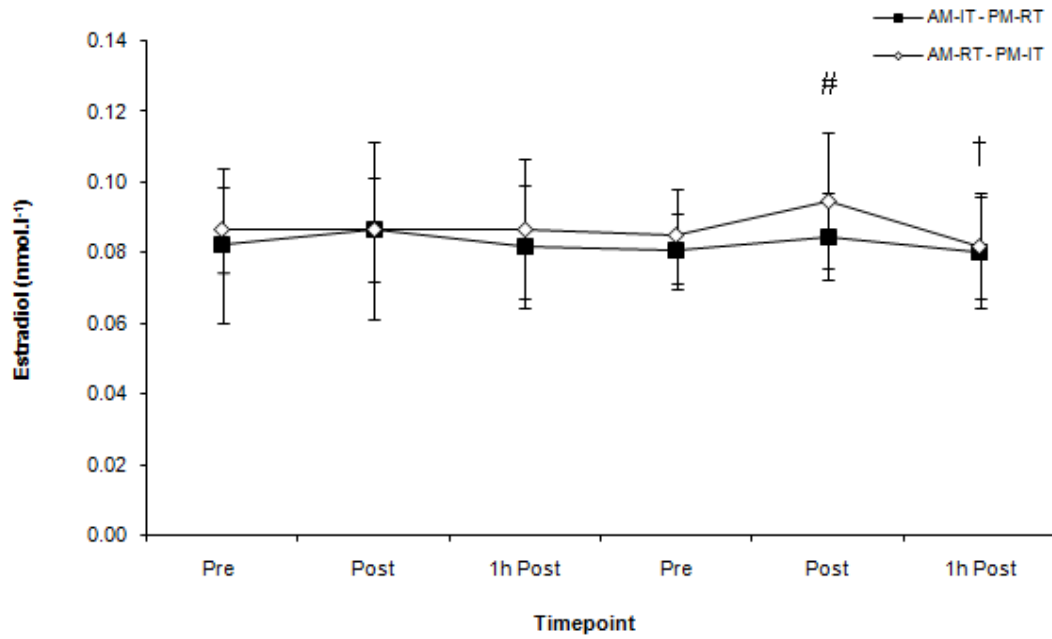 AM-IT - PM-RT
AM-RT - PM-IT
0.14
0.12
0.10
0.08
0.06
0.04
0.02
0.00
Estradiol (nmol.l⁻¹)
#
†
Pre Post 1h Post Pre Post 1h Post
Timepoint